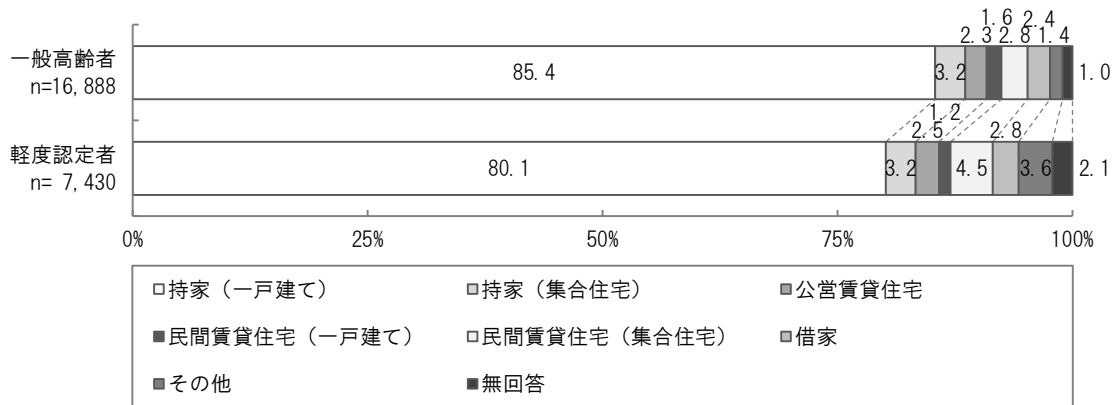 1.6 2.4
2.3 2.8 1.4
一般高齢者
n=16,888
85.4 3.2 1.0
1.2
2.5 2.8
軽度認定者
n= 7,430
80.1 3.2 4.5 3.6 2.1
0% 25% 50% 75% 100%
持家（一戸建て） 持家（集合住宅） 公営賃貸住宅
民間賃貸住宅（一戸建て） 民間賃貸住宅（集合住宅） 借家
その他 無回答